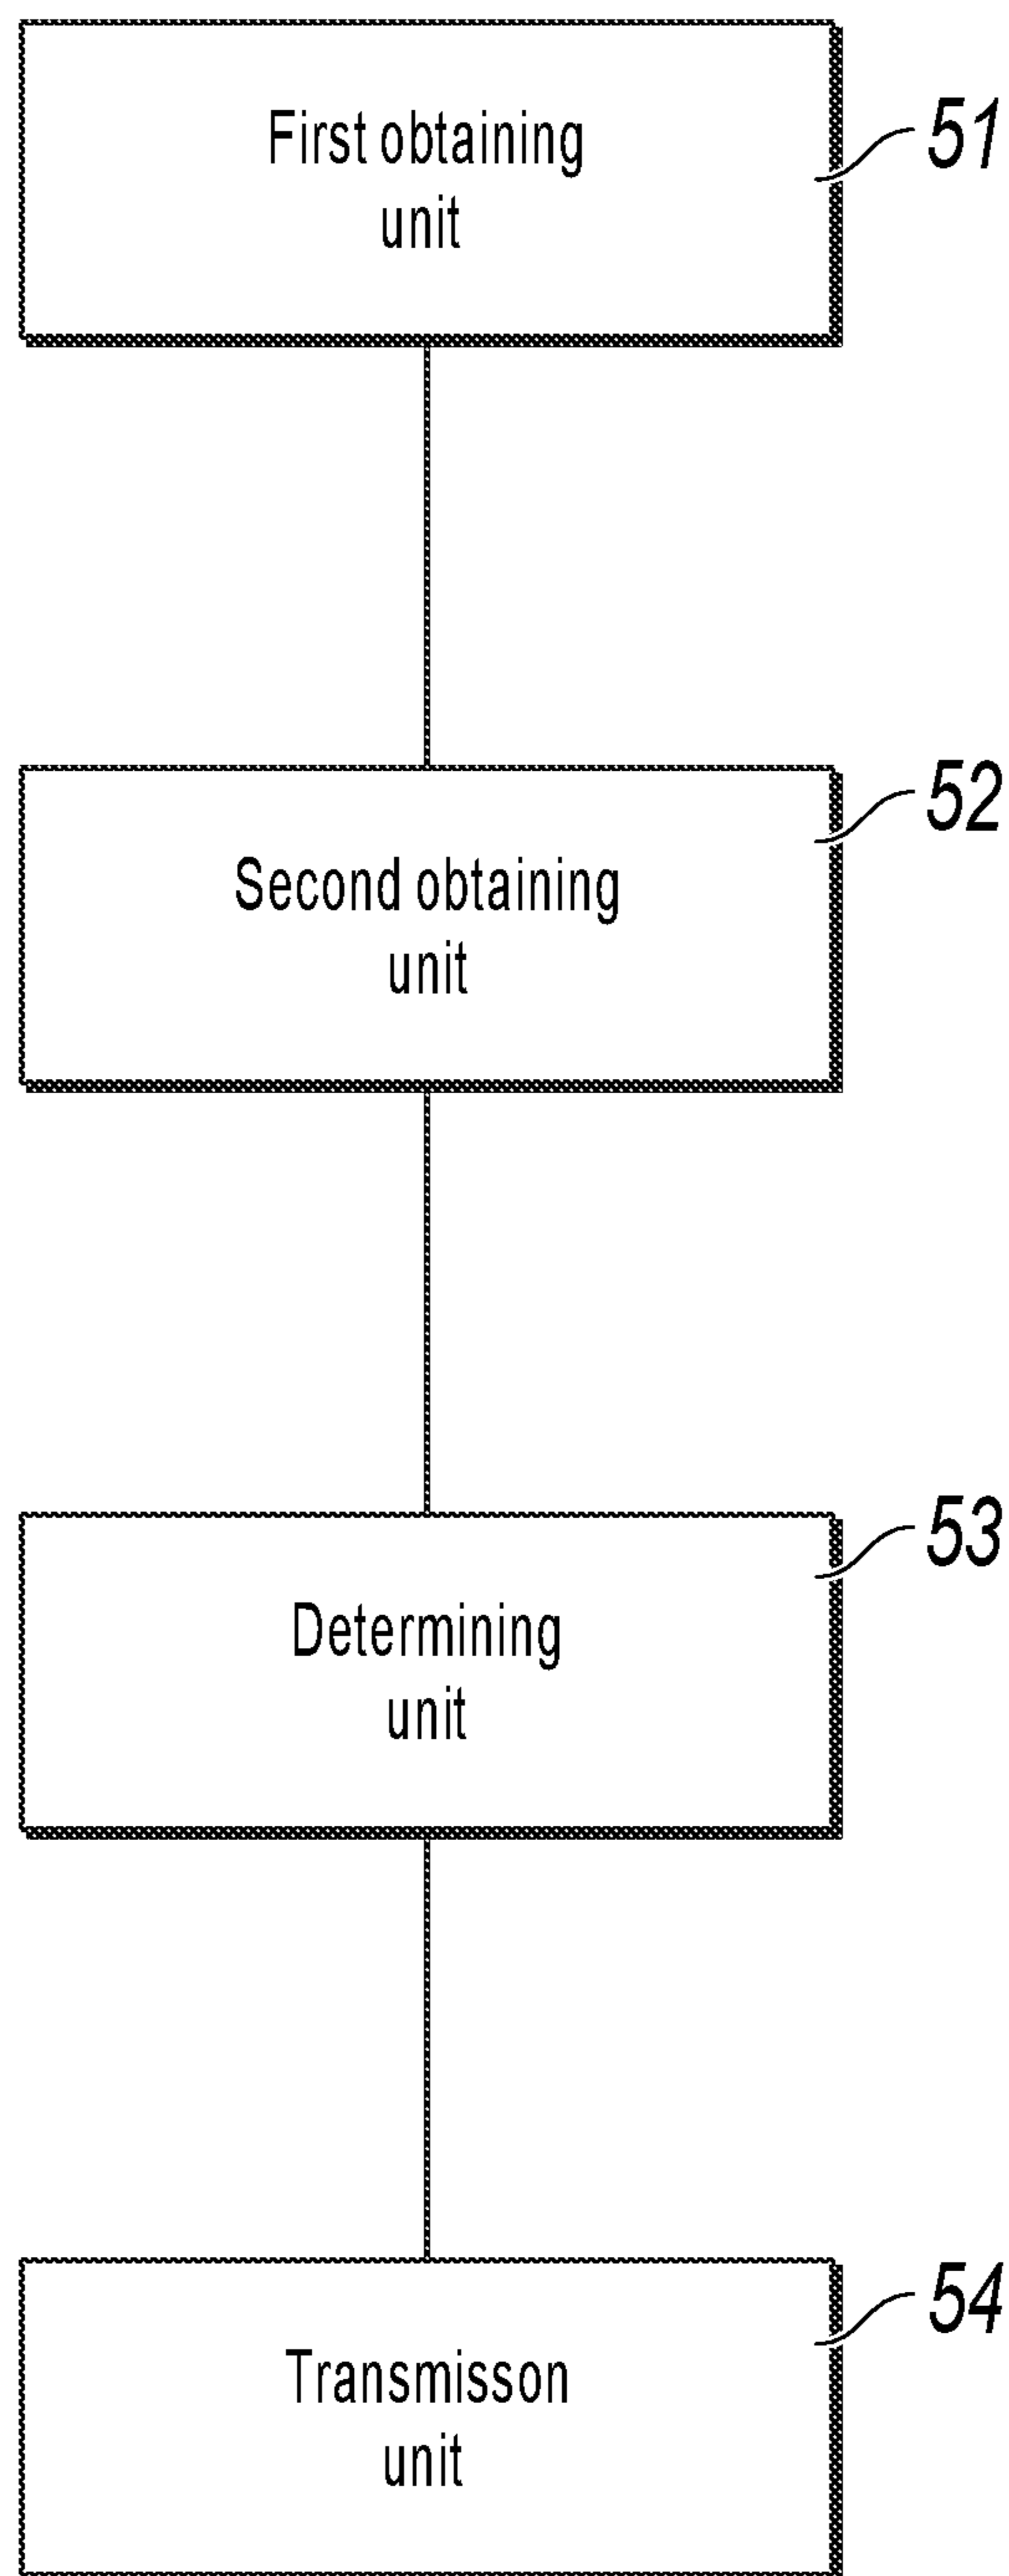 First obtaining
unit
51
Second obtaining
unit
52
Determining
unit
53
Transmisson
unit
54